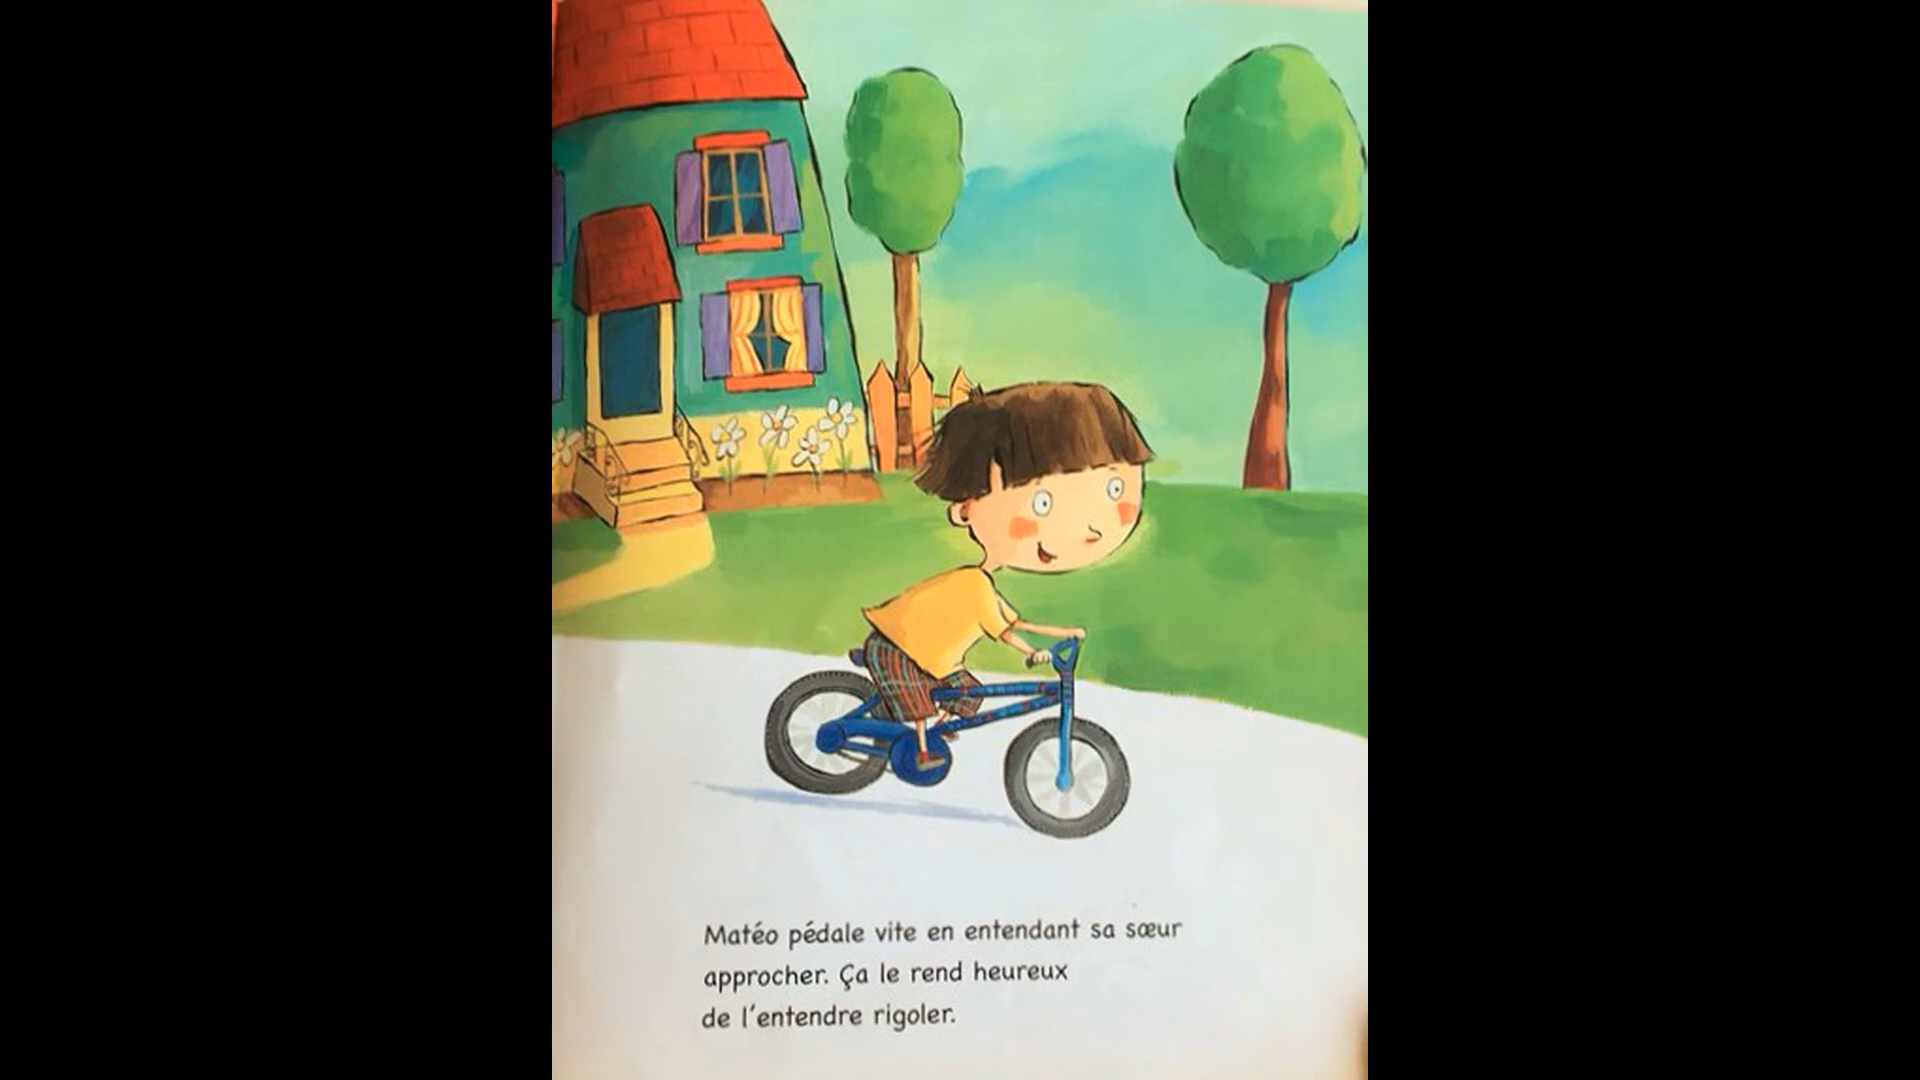 Matéo pédale vite en entendant sa sœur
approcher. Ça le rend heureux
de l'entendre rigoler.